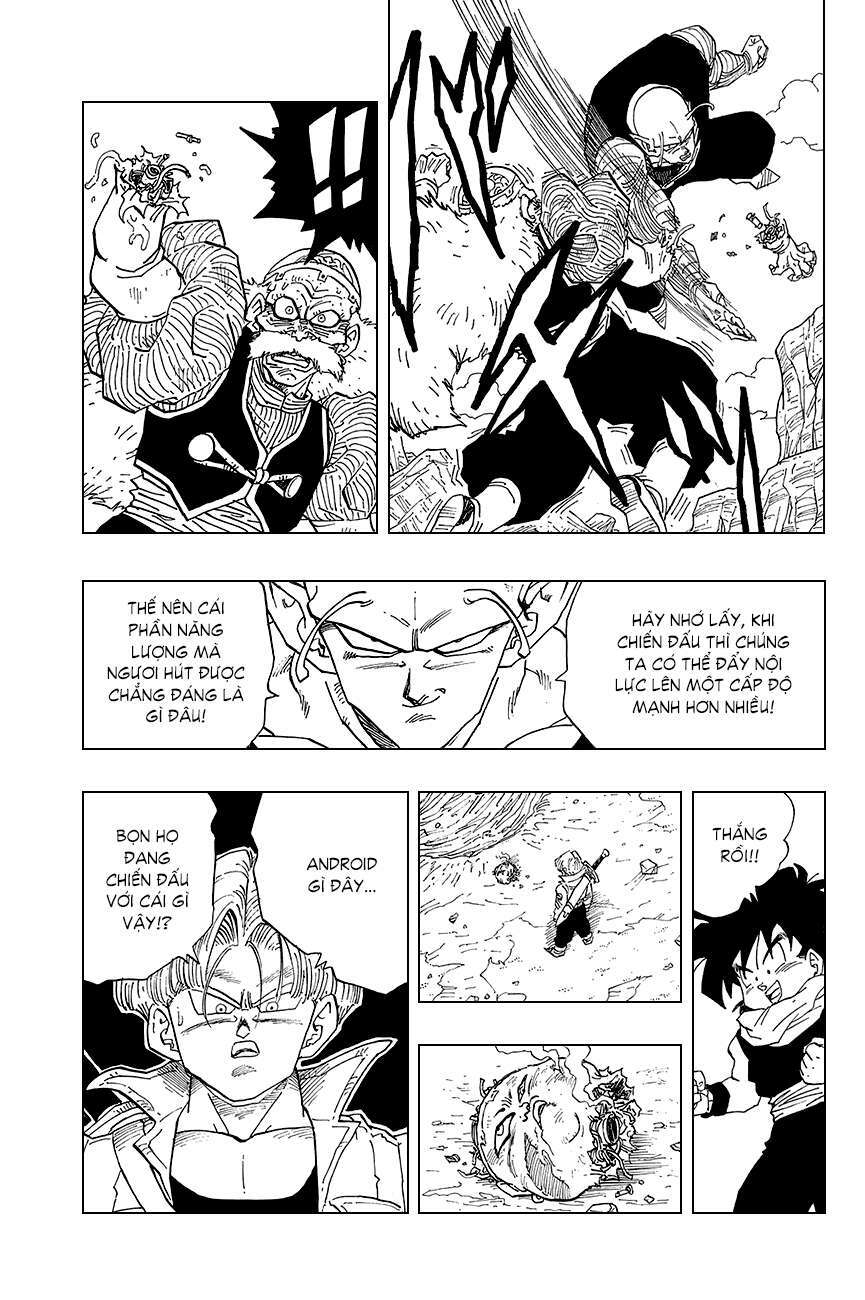 !!
HÃY NHỚ LẤY, KHI
CHIẾN ĐẤU THÌ CHÚNG
TA CÓ THỂ ĐẨY NỘI
LỰC LÊN MỘT CẤP ĐỘ
MẠNH HƠN NHIỀU!
THẾ NÊN CÁI
PHẦN NĂNG
LƯỢNG MÀ
NGƯƠI HÚT ĐƯỢC
CHẲNG ĐÁNG LÀ
GÌ ĐÂU!
THẮNG
RỒI!!
ANDROID
GÌ ĐÂY...
BỌN HỌ
ĐANG
CHIẾN ĐẤU
VỚI CÁI GÌ
VẬY!?